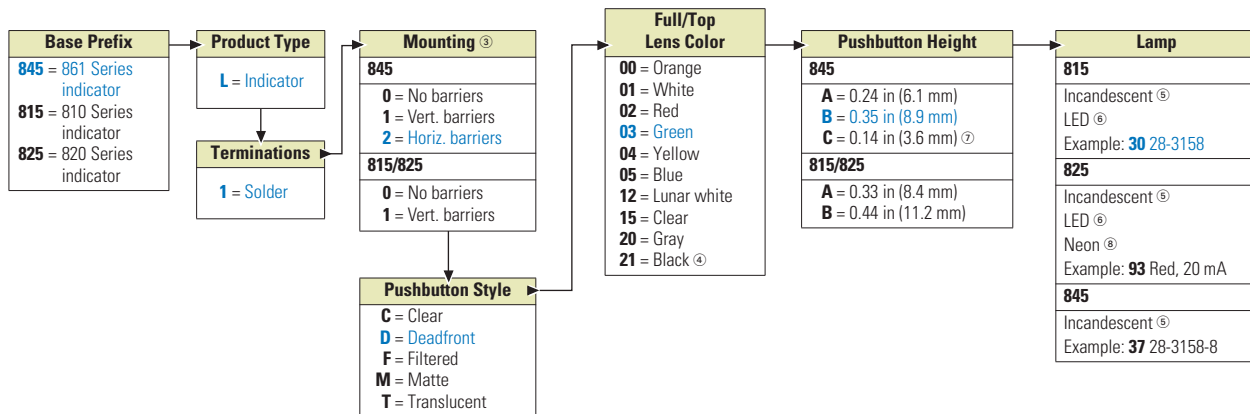 Base Prefix
845 = 861 Series
indicator
815 = 810 Series
indicator
825 = 820 Series
indicator
Product Type
L = Indicator
Terminations
1 = Solder
Mounting ③
845
0 = No barriers
1 = Vert. barriers
2 = Horiz. barriers
815/825
0 = No barriers
1 = Vert. barriers
Pushbutton Style
C = Clear
D = Deadfront
F = Filtered
M = Matte
T = Translucent
Full/Top
Lens Color
00 = Orange
01 = White
02 = Red
03 = Green
04 = Yellow
05 = Blue
12 = Lunar white
15 = Clear
20 = Gray
21 = Black ④
Pushbutton Height
845
A = 0.24 in (6.1 mm)
B = 0.35 in (8.9 mm)
C = 0.14 in (3.6 mm) ⑦
815/825
A = 0.33 in (8.4 mm)
B = 0.44 in (11.2 mm)
Lamp
815
Incandescent ⑤
LED ⑥
Example: 30 28-3158
825
Incandescent ⑤
LED ⑥
Neon ⑧
Example: 93 Red, 20 mA
845
Incandescent ⑤
Example: 37 28-3158-8